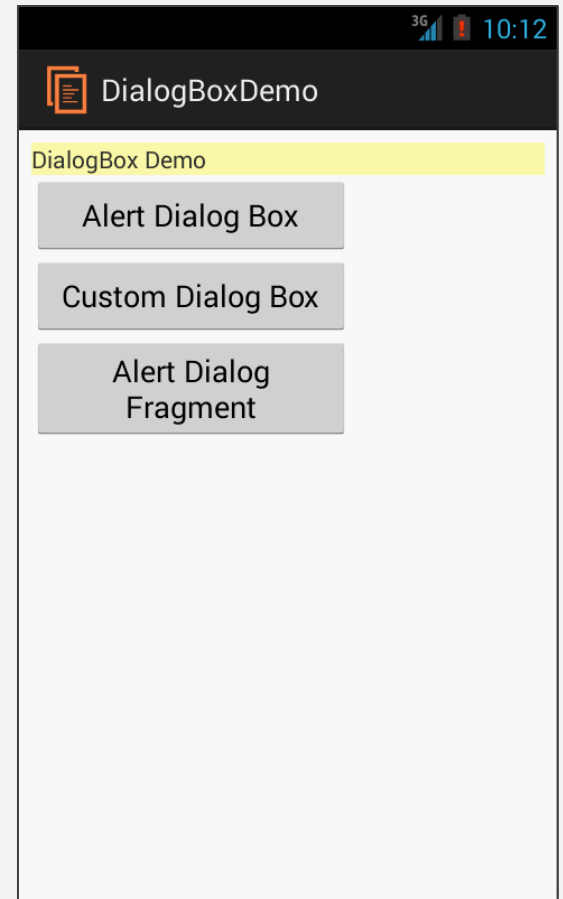 3G 10:12
DialogBoxDemo
DialogBox Demo
Alert Dialog Box
Custom Dialog Box
Alert Dialog
Fragment